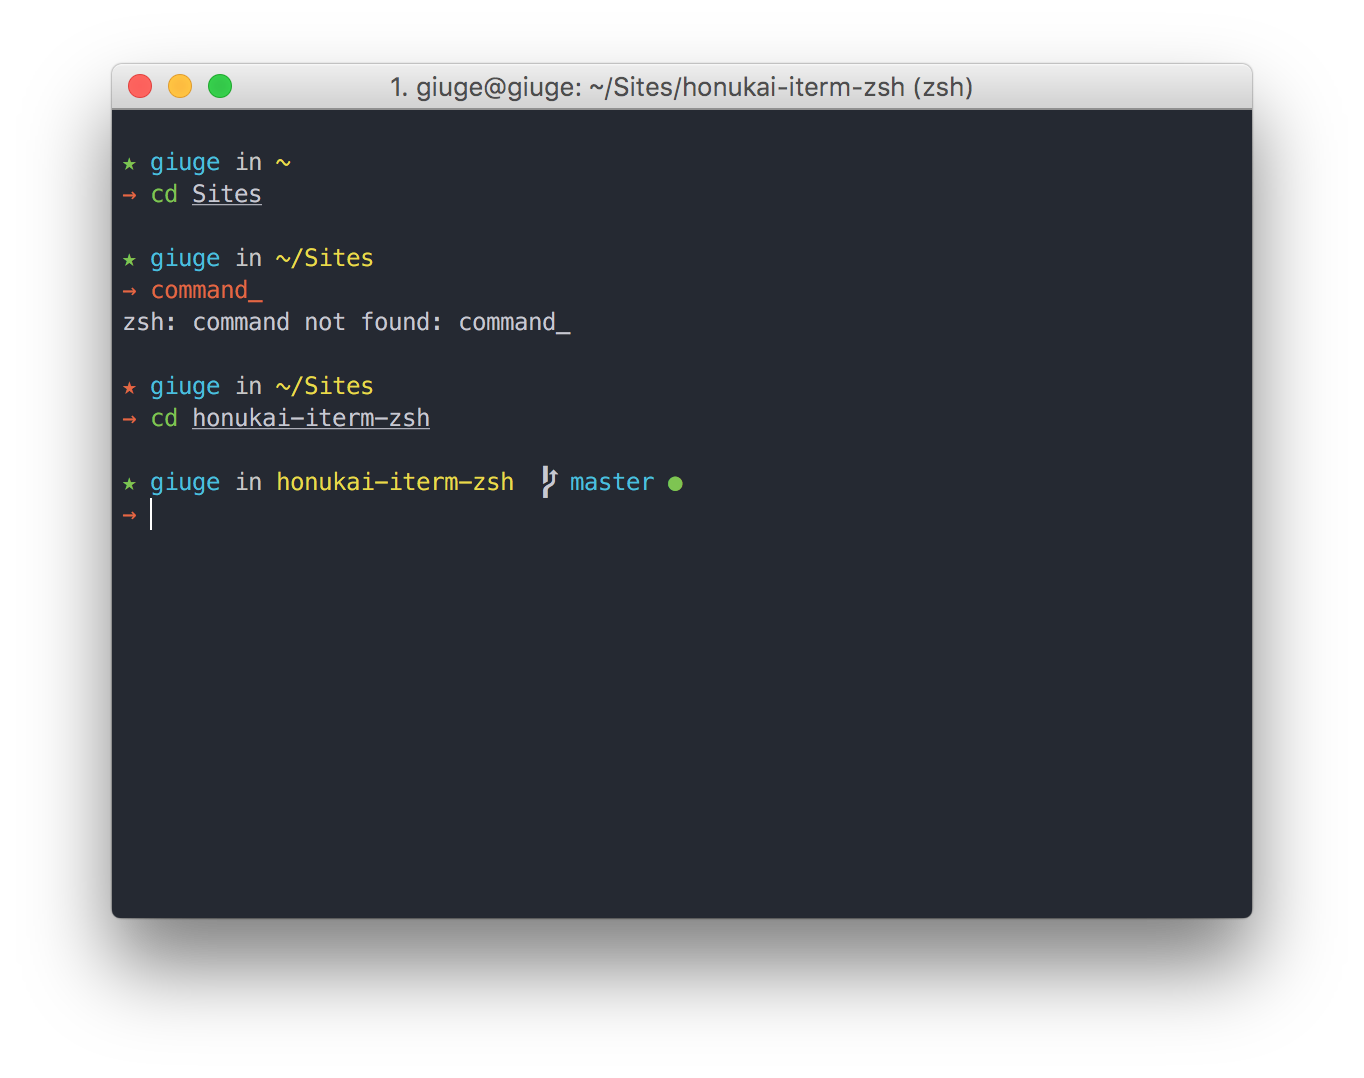 1. giuge@giuge: ~/Sites/honukai-iterm-zsh (zsh)
★ giuge in ~
→ cd Sites
★ giuge in ~/Sites
→ command_
zsh: command not found: command_
★ giuge in ~/Sites
→ cd honukai-iterm-zsh
★ giuge in honukai-iterm-zsh  master ●
→